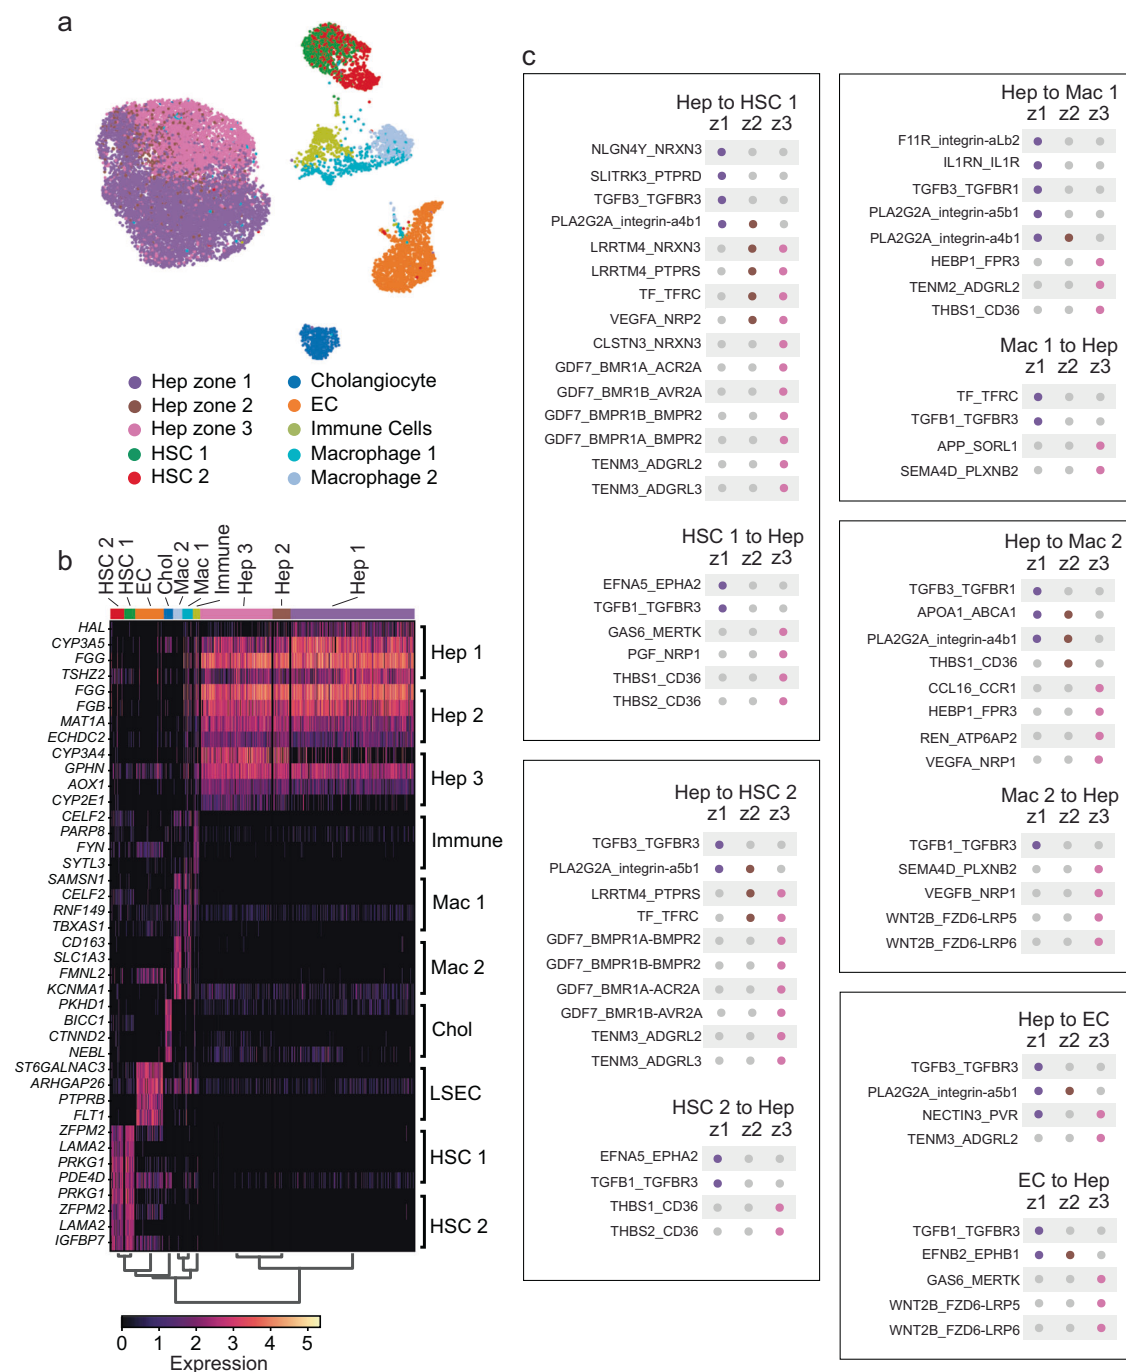 a
Hep zone 1
Hep zone 2
Hep zone 3
HSC 1
HSC 2
Cholangiocyte
EC
Immune Cells
Macrophage 1
Macrophage 2
b
HSC 2
HSC 1
EC
Chol
Mac 2
Mac 1
Immune
Hep 3
Hep 2
Hep 1
HAL
CYP3A5
FGG
TSHZ2
FGG
FGB
MAT1A
ECHDC2
CYP3A4
GPHN
AOX1
CYP2E1
CELF2
PARP8
FYN
SYTL3
SAMSN1
CELF2
RNF149
TBXAS1
CD163
SLC1A3
FMNL2
KCNMA1
PKHD1
BICC1
CTNND2
NEBL
ST6GALNAC3
ARHGAP26
PTPRB
FLT1
ZFPM2
LAMA2
PRKG1
PDE4D
PRKG1
ZFPM2
LAMA2
IGFBP7
Hep 1
Hep 2
Hep 3
Immune
Mac 1
Mac 2
Chol
LSEC
HSC 1
HSC 2
0 1 2 3 4 5
Expression
c
Hep to HSC 1
z1 z2 z3
NLGN4Y_NRXN3
SLITRK3_PTPRD
TGFB3_TGFBR3
PLA2G2A_integrin-a4b1
LRRTM4_NRXN3
LRRTM4_PTPRS
TF_TFRC
VEGFA_NRP2
CLSTN3_NRXN3
GDF7_BMR1A_ACR2A
GDF7_BMR1B_AVR2A
GDF7_BMPR1B_BMPR2
GDF7_BMPR1A_BMPR2
TENM3_ADGRL2
TENM3_ADGRL3
HSC 1 to Hep
z1 z2 z3
EFNA5_EPHA2
TGFB1_TGFBR3
GAS6_MERTK
PGF_NRP1
THBS1_CD36
THBS2_CD36
Hep to HSC 2
z1 z2 z3
TGFB3_TGFBR3
PLA2G2A_integrin-a5b1
LRRTM4_PTPRS
TF_TFRC
GDF7_BMPR1A-BMPR2
GDF7_BMPR1B-BMPR2
GDF7_BMR1A-ACR2A
GDF7_BMR1B-AVR2A
TENM3_ADGRL2
TENM3_ADGRL3
HSC 2 to Hep
z1 z2 z3
EFNA5_EPHA2
TGFB1_TGFBR3
THBS1_CD36
THBS2_CD36
Hep to Mac 1
z1 z2 z3
F11R_integrin-aLb2
IL1RN_IL1R
TGFB3_TGFBR1
PLA2G2A_integrin-a5b1
PLA2G2A_integrin-a4b1
HEBP1_FPR3
TENM2_ADGRL2
THBS1_CD36
Mac 1 to Hep
z1 z2 z3
TF_TFRC
TGFB1_TGFBR3
APP_SORL1
SEMA4D_PLXNB2
Hep to Mac 2
z1 z2 z3
TGFB3_TGFBR1
APOA1_ABCA1
PLA2G2A_integrin-a4b1
THBS1_CD36
CCL16_CCR1
HEBP1_FPR3
REN_ATP6AP2
VEGFA_NRP1
Mac 2 to Hep
z1 z2 z3
TGFB1_TGFBR3
SEMA4D_PLXNB2
VEGFB_NRP1
WNT2B_FZD6-LRP5
WNT2B_FZD6-LRP6
Hep to EC
z1 z2 z3
TGFB3_TGFBR3
PLA2G2A_integrin-a5b1
NECTIN3_PVR
TENM3_ADGRL2
EC to Hep
z1 z2 z3
TGFB1_TGFBR3
EFNB2_EPHB1
GAS6_MERTK
WNT2B_FZD6-LRP5
WNT2B_FZD6-LRP6